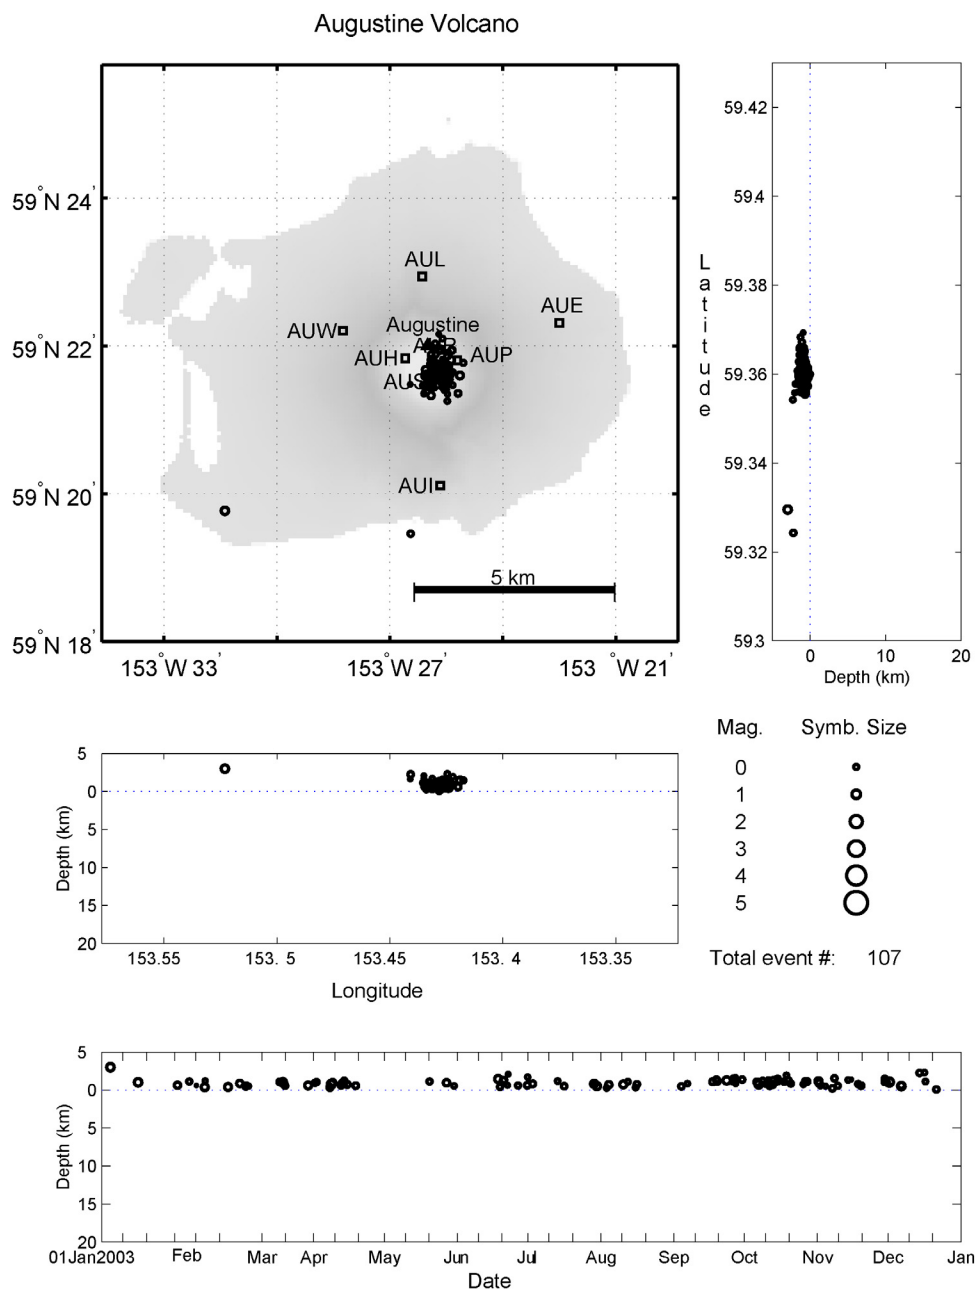 Augustine Volcano
59°N 24'
59°N 22'
59°N 20'
59°N 18'
AUL
AUE
AUW
Augustine
AUH
AUP
AUI
5 km
153°W 33'
153°W 27'
153°W 21'
59.42
59.4
59.38
59.36
59.34
59.32
59.3
Latitude
0 10 20
Depth (km)
5
0
5
10
15
20
Depth (km)
153.55 153. 5 153.45 153. 4 153.35
Longitude
Mag. Symb. Size
0
1
2
3
4
5
Total event #: 107
5
0
5
10
15
20
Depth (km)
01Jan2003 Feb Mar Apr May Jun Jul Aug Sep Oct Nov Dec Jan
Date